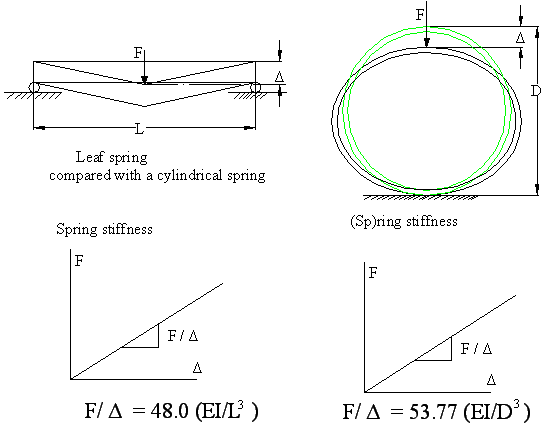 F
Δ
L
Leaf spring
compared with a cylindrical spring
F
Δ
D
(Sp)ring stiffness
Spring stiffness
F
F / Δ
Δ
F/ Δ = 48.0 (EI/L³ )
F
F / Δ
Δ
F/ Δ = 53.77 (EI/D³ )